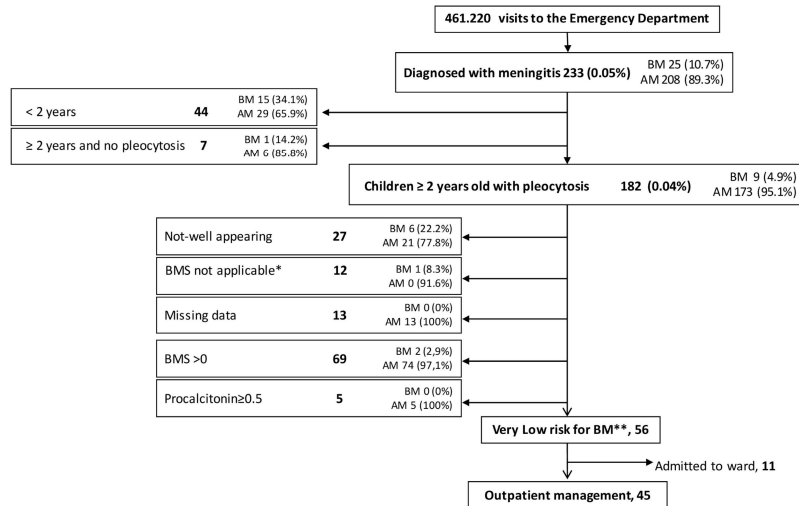 461.220 visits to the Emergency Department
Diagnosed with meningitis 233 (0.05%)
BM 25 (10.7%)
AM 208 (89.3%)
< 2 years 44
BM 15 (34.1%)
AM 29 (65.9%)
≥ 2 years and no pleocytosis 7
BM 1 (14.2%)
AM 6 (85.8%)
Children ≥ 2 years old with pleocytosis 182 (0.04%)
BM 9 (4.9%)
AM 173 (95.1%)
Not-well appearing 27
BM 6 (22.2%)
AM 21 (77.8%)
BMS not applicable* 12
BM 1 (8.3%)
AM 0 (91.6%)
Missing data 13
BM 0 (0%)
AM 13 (100%)
BMS >0 69
BM 2 (2,9%)
AM 74 (97,1%)
Procalcitonin≥0.5 5
BM 0 (0%)
AM 5 (100%)
Very Low risk for BM**, 56
Admitted to ward, 11
Outpatient management, 45